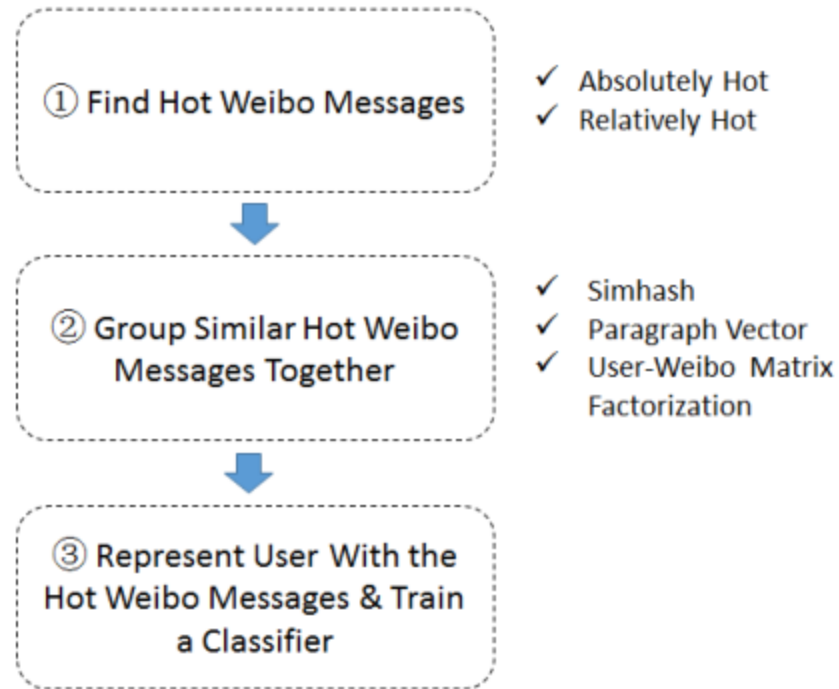 ① Find Hot Weibo Messages
✓ Absolutely Hot
✓ Relatively Hot
② Group Similar Hot Weibo
Messages Together
✓ Simhash
✓ Paragraph Vector
✓ User-Weibo Matrix
Factorization
③ Represent User With the
Hot Weibo Messages & Train
a Classifier